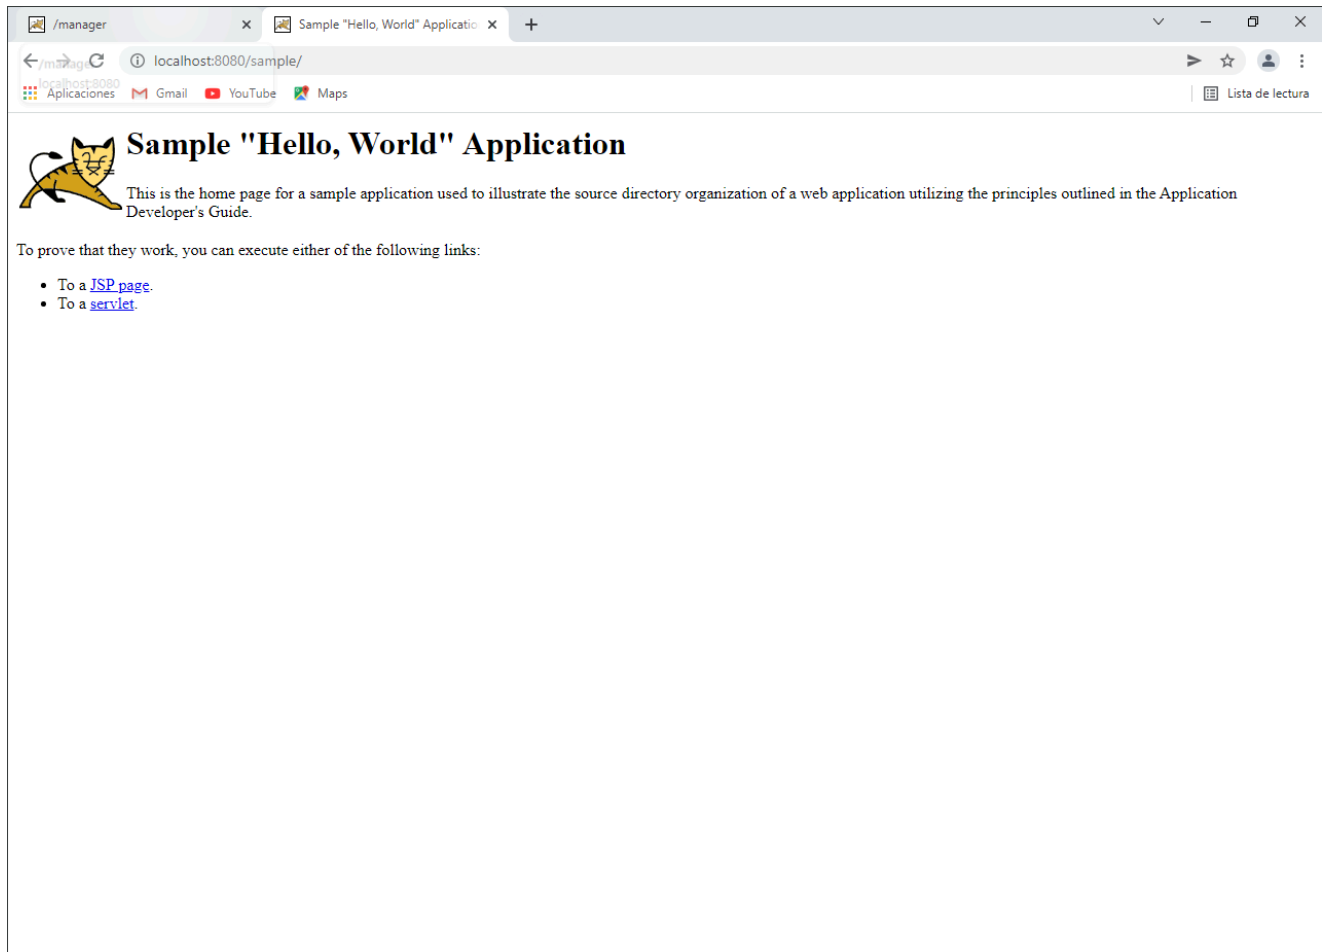 /manager
Sample "Hello, World" Applicatio
localhost:8080/sample/
/manager
localhost:8080
Aplicaciones
Gmail
YouTube
Maps
Lista de lectura
Sample "Hello, World" Application
This is the home page for a sample application used to illustrate the source directory organization of a web application utilizing the principles outlined in the Application
Developer's Guide.
To prove that they work, you can execute either of the following links:
To a JSP page.
To a servlet.